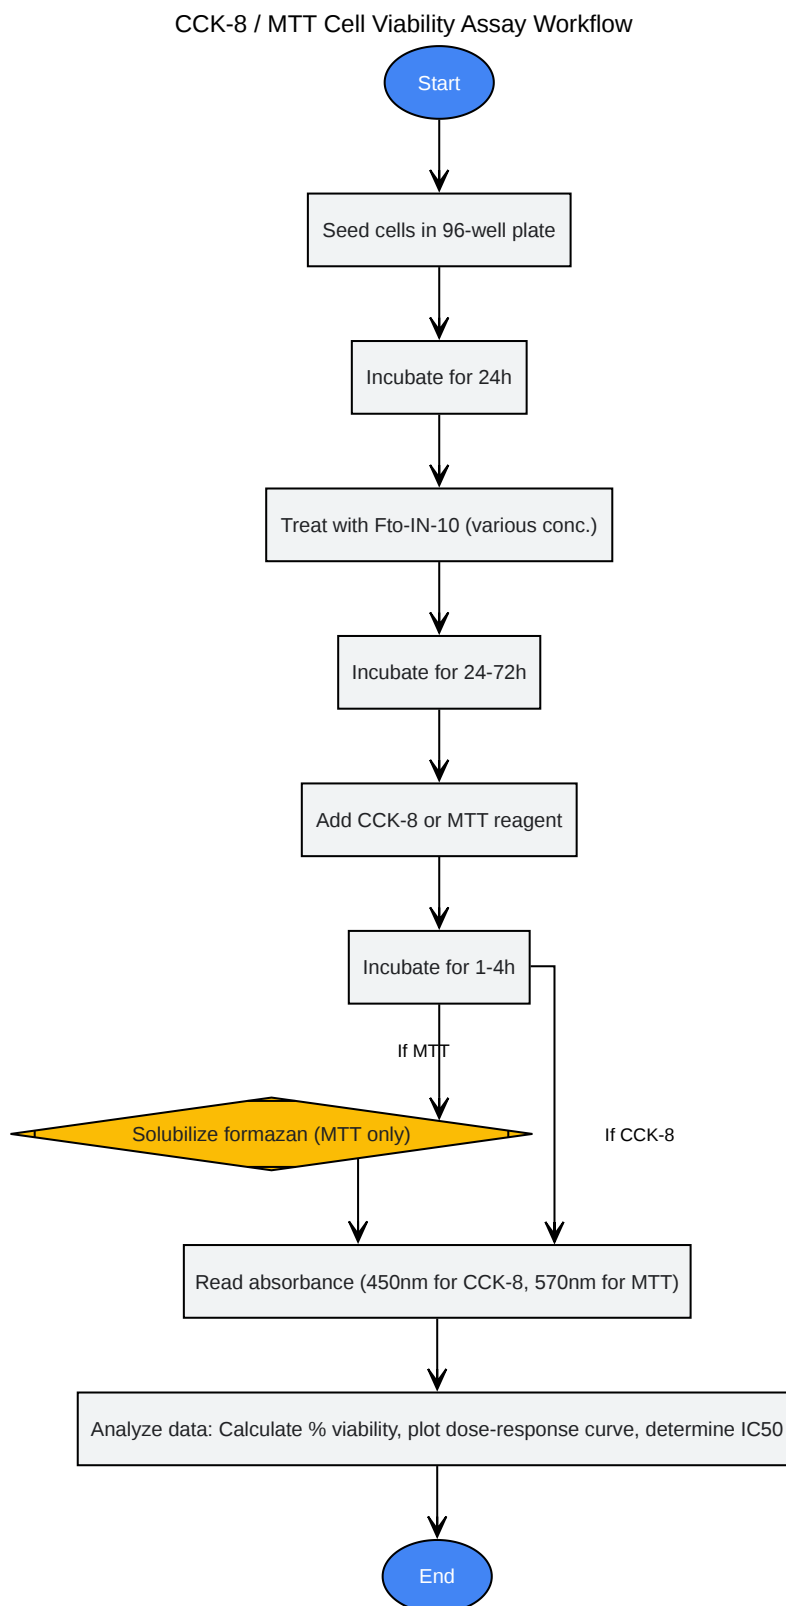 CCK-8 / MTT Cell Viability Assay Workflow
Start
Seed cells in 96-well plate
Incubate for 24h
Treat with Fto-IN-10 (various conc.)
Incubate for 24-72h
Add CCK-8 or MTT reagent
Incubate for 1-4h
If MTT
Solubilize formazan (MTT only)
If CCK-8
Read absorbance (450nm for CCK-8, 570nm for MTT)
Analyze data: Calculate % viability, plot dose-response curve, determine IC50
End